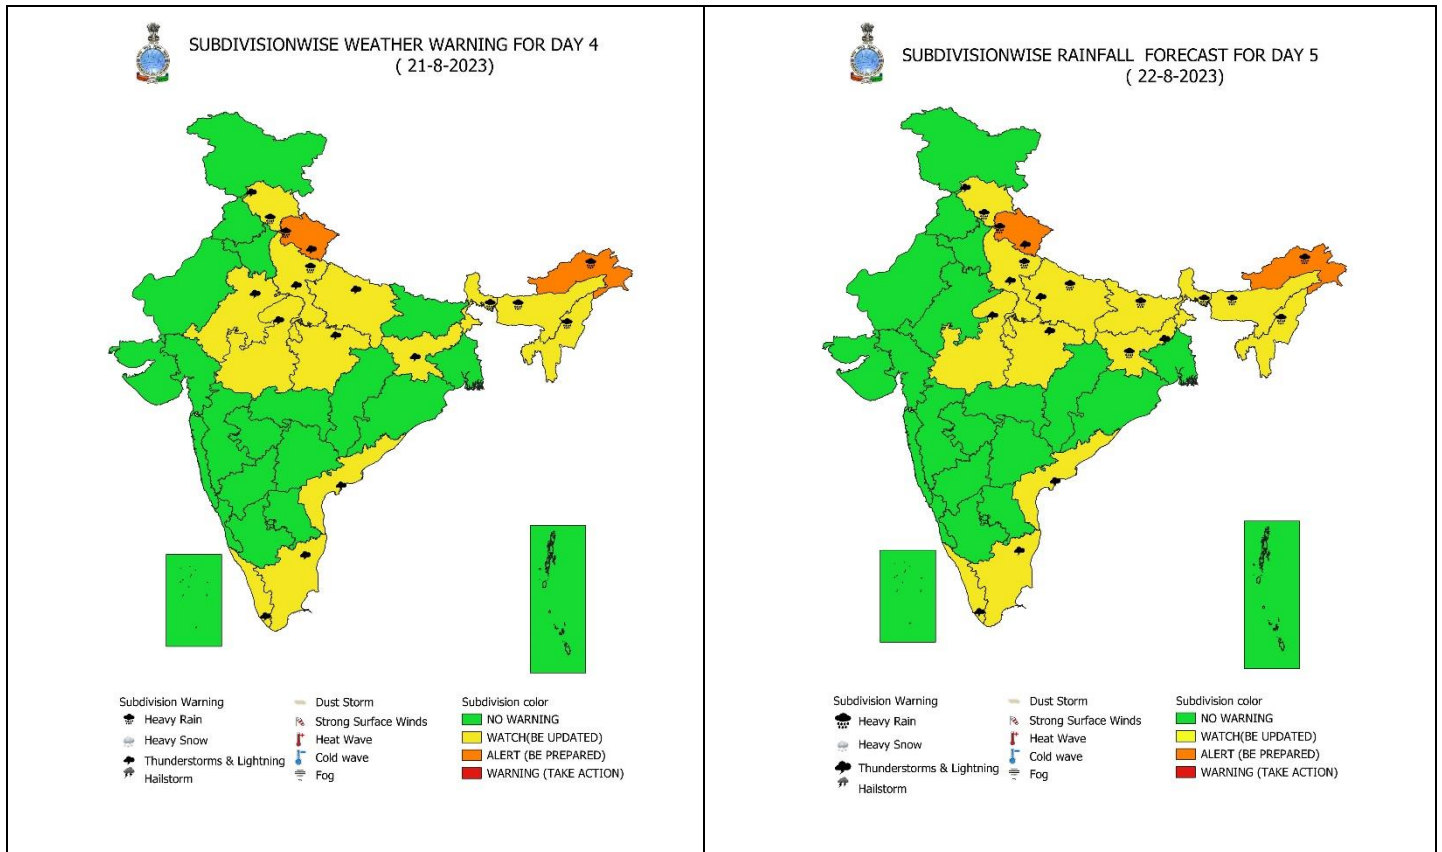 SUBDIVISIONWISE WEATHER WARNING FOR DAY 4
( 21-8-2023)
Subdivision Warning
Heavy Rain
Heavy Snow
Thunderstorms & Lightning
Hailstorm
Dust Storm
Strong Surface Winds
Heat Wave
Cold wave
Fog
Subdivision color
NO WARNING
WATCH(BE UPDATED)
ALERT (BE PREPARED)
WARNING (TAKE ACTION)
SUBDIVISIONWISE RAINFALL FORECAST FOR DAY 5
( 22-8-2023)
Subdivision Warning
Heavy Rain
Heavy Snow
Thunderstorms & Lightning
Hailstorm
Dust Storm
Strong Surface Winds
Heat Wave
Cold wave
Fog
Subdivision color
NO WARNING
WATCH(BE UPDATED)
ALERT (BE PREPARED)
WARNING (TAKE ACTION)